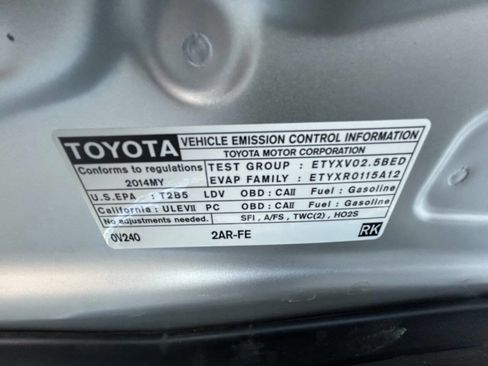 TOYOTA VEHICLE EMISSION CONTROL INFORMATION
TOYOTA MOTOR CORPORATION
Conforms to regulations
2014MY
TEST GROUP : ETYXV02.5BED
EVAP FAMILY : ETYXR0115A12
U.S.EPA : T2B5 LDV OBD : CAII Fuel : Gasoline
California : ULEVII PC OBD : CAII Fuel : Gasoline
No adjustments needed. SFI , A/FS , TWC(2) , HO2S
0V240 2AR-FE RK